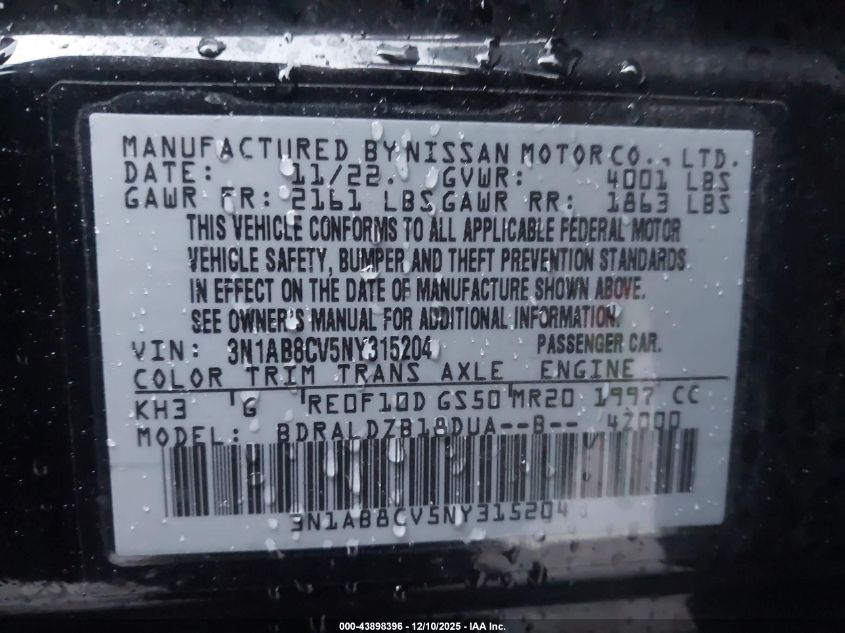 MANUFACTURED BY NISSAN MOTOR CO., LTD.
DATE: 11/22. GVWR: 4001 LBS
GAWR FR: 2161 LBS GAWR RR: 1863 LBS
THIS VEHICLE CONFORMS TO ALL APPLICABLE FEDERAL MOTOR
VEHICLE SAFETY, BUMPER AND THEFT PREVENTION STANDARDS
IN EFFECT ON THE DATE OF MANUFACTURE SHOWN ABOVE.
SEE OWNER'S MANUAL FOR ADDITIONAL INFORMATION.
VIN: 3N1AB8CV5NY315204 PASSENGER CAR.
COLOR TRIM TRANS AXLE ENGINE
KH3 G RE0F10D GS50 MR20 1997 CC
MODEL: BDRALDZB18DUA--B-- 42000
3N1AB8CV5NY315204
000-43898396 - 12/10/2025 - IAA Inc.